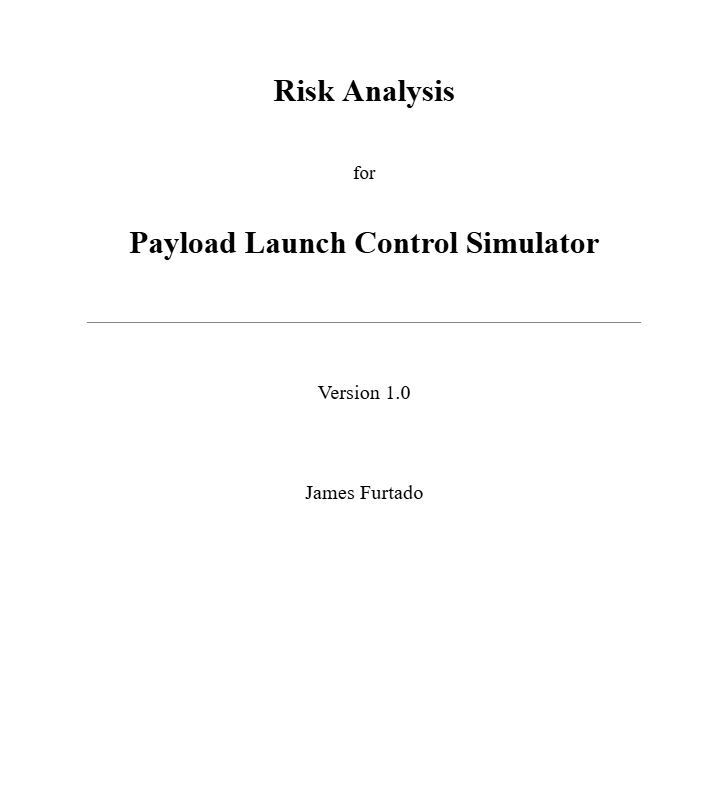 Risk Analysis
for
Payload Launch Control Simulator
Version 1.0
James Furtado